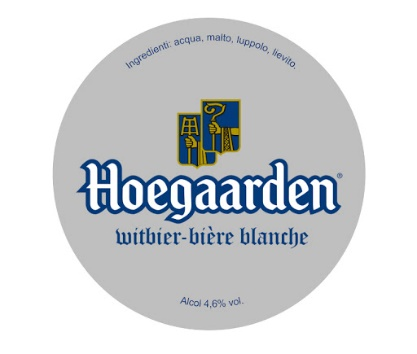 Ingredienti: acqua, malto, luppolo, lievito.
Hoegaarden®
witbier-bière blanche
Alcol 4,6% vol.